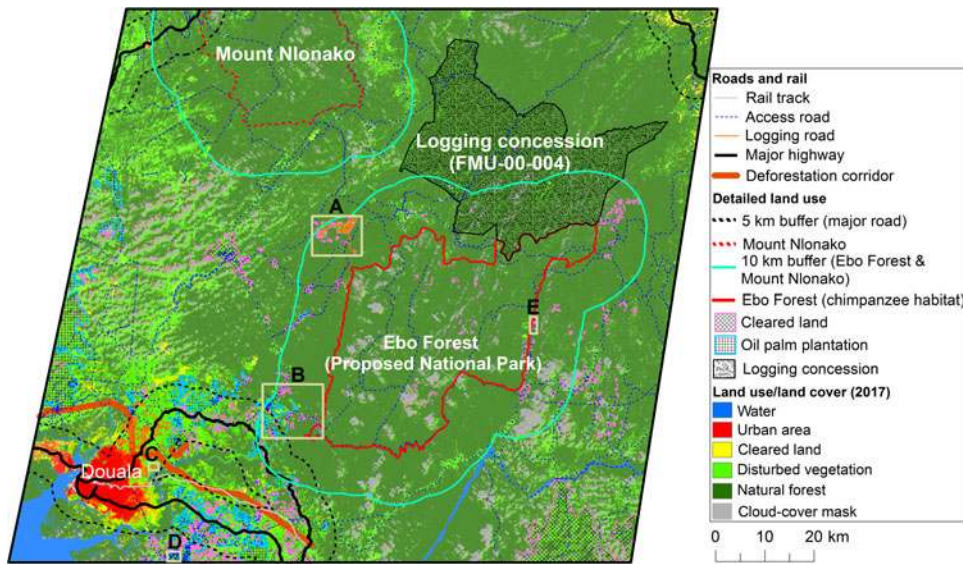 Mount Nlonako
Logging concession
(FMU-00-004)
A
E
Ebo Forest
(Proposed National Park)
B
C
Douala
D
Roads and rail
Rail track
Access road
Logging road
Major highway
Deforestation corridor
Detailed land use
5 km buffer (major road)
Mount Nlonako
10 km buffer (Ebo Forest &
Mount Nlonako)
Ebo Forest (chimpanzee habitat)
Cleared land
Oil palm plantation
Logging concession
Land use/land cover (2017)
Water
Urban area
Cleared land
Disturbed vegetation
Natural forest
Cloud-cover mask
0 10 20 km